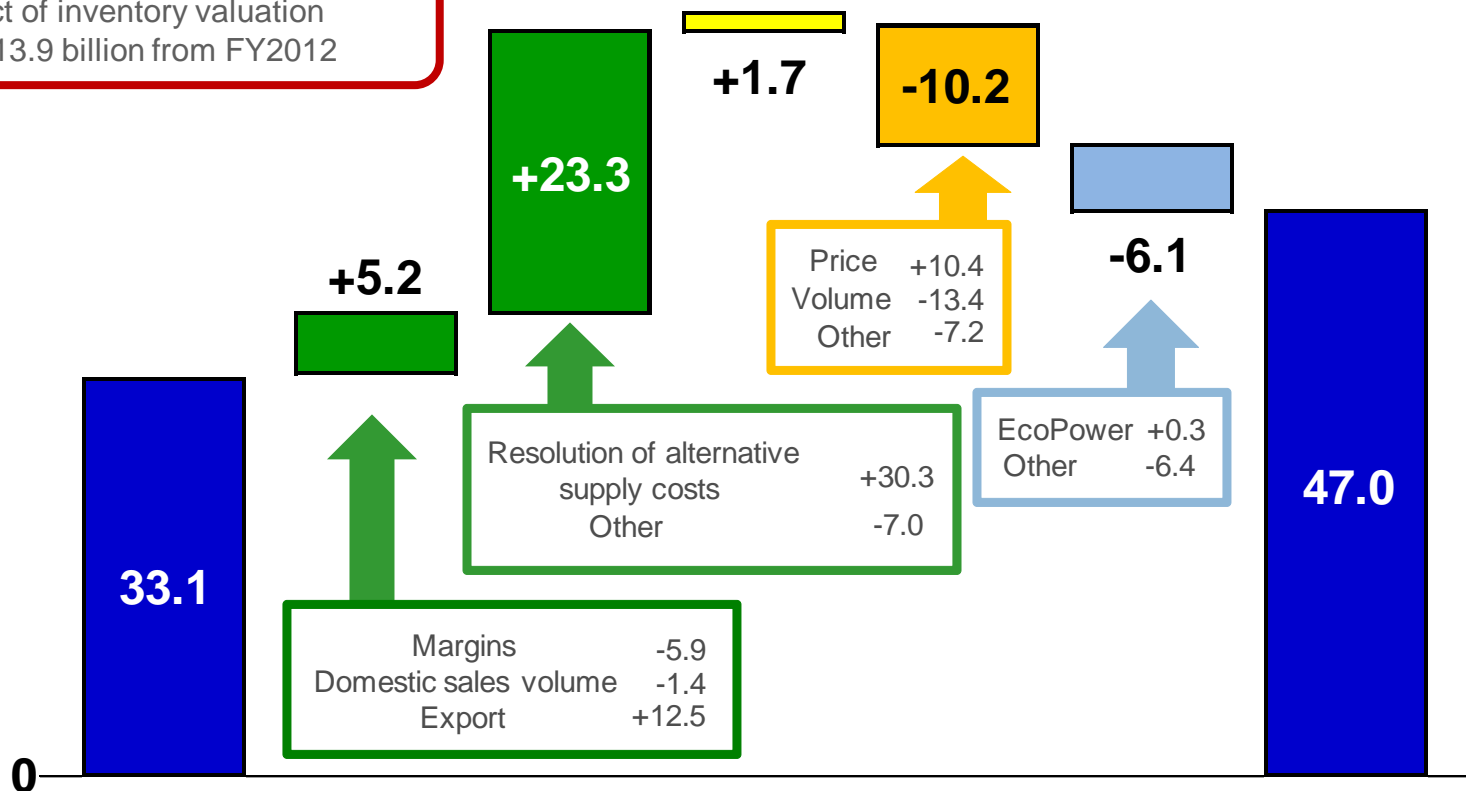 of inventory valuation
13.9 billion from FY2012
+1.7
-10.2
+23.3
+5.2
-6.1
Price +10.4
Volume -13.4
Other -7.2
EcoPower +0.3
Other -6.4
Resolution of alternative
supply costs +30.3
Other -7.0
33.1
47.0
Margins -5.9
Domestic sales volume -1.4
Export +12.5
0